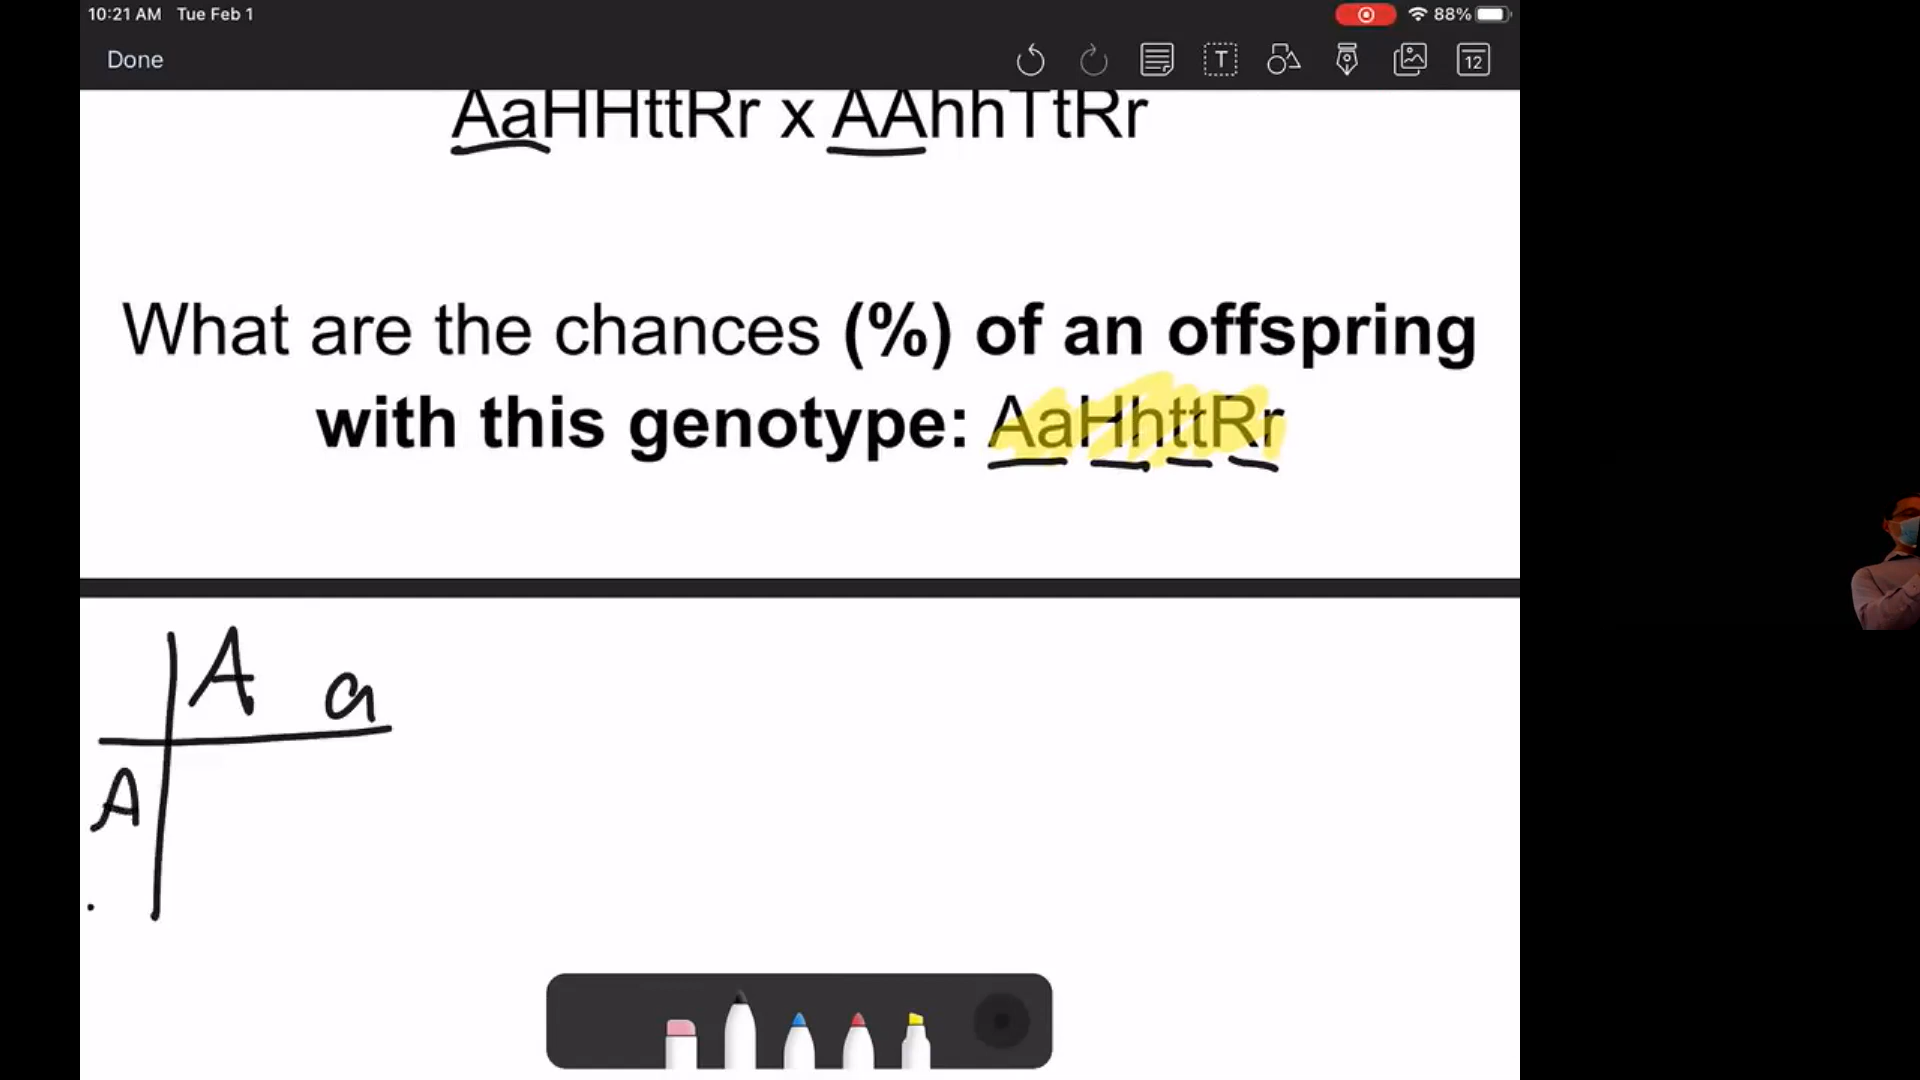 10:21 AM Tue Feb 1
88%
Done
T
12
AaHHttRr x AAhhTtRr
What are the chances (%) of an offspring
with this genotype: AaHhttRr
A a
A